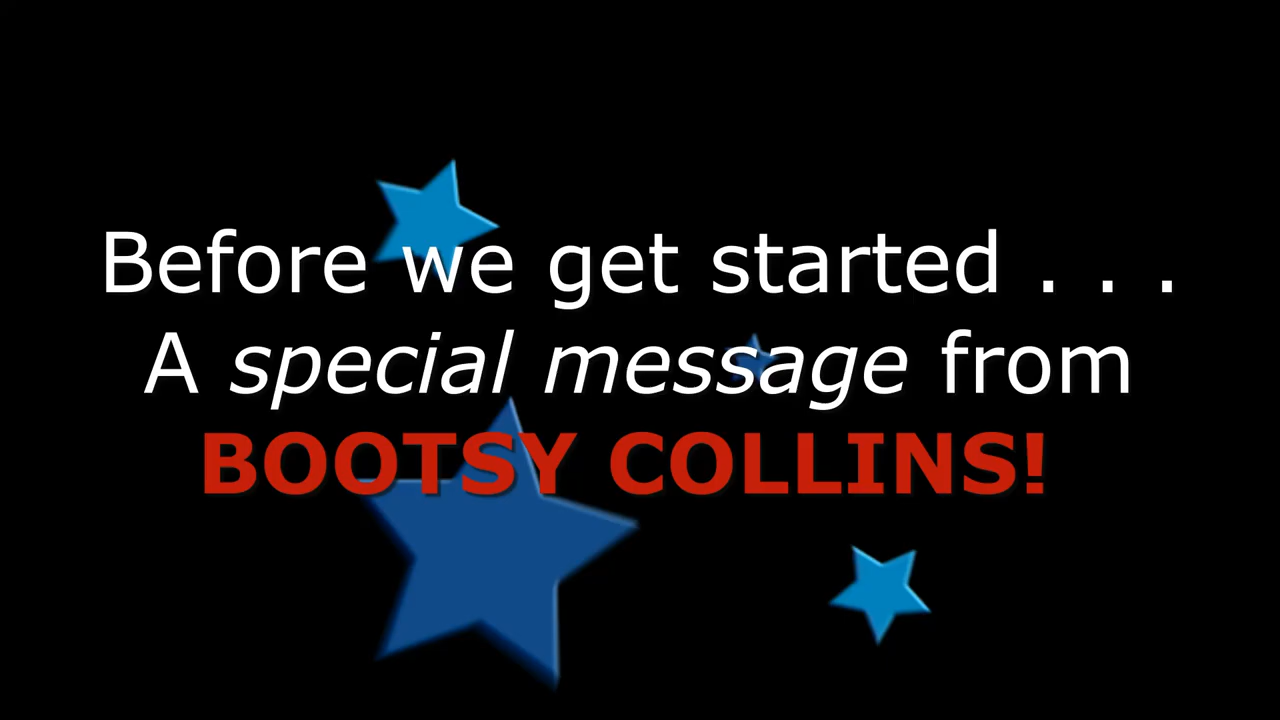 Before we get started . . .
A special message from
BOOTSY COLLINS!